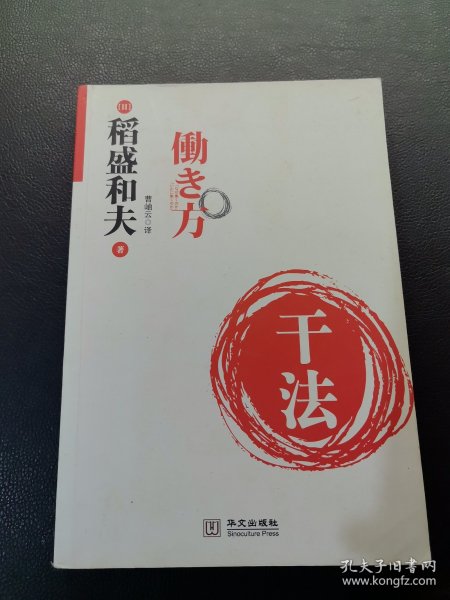 [日]
稻盛和夫
著
曹岫云◎译
働き方
干法
华文出版社
Sinoculture Press
孔夫子旧书网
www.kongfz.com